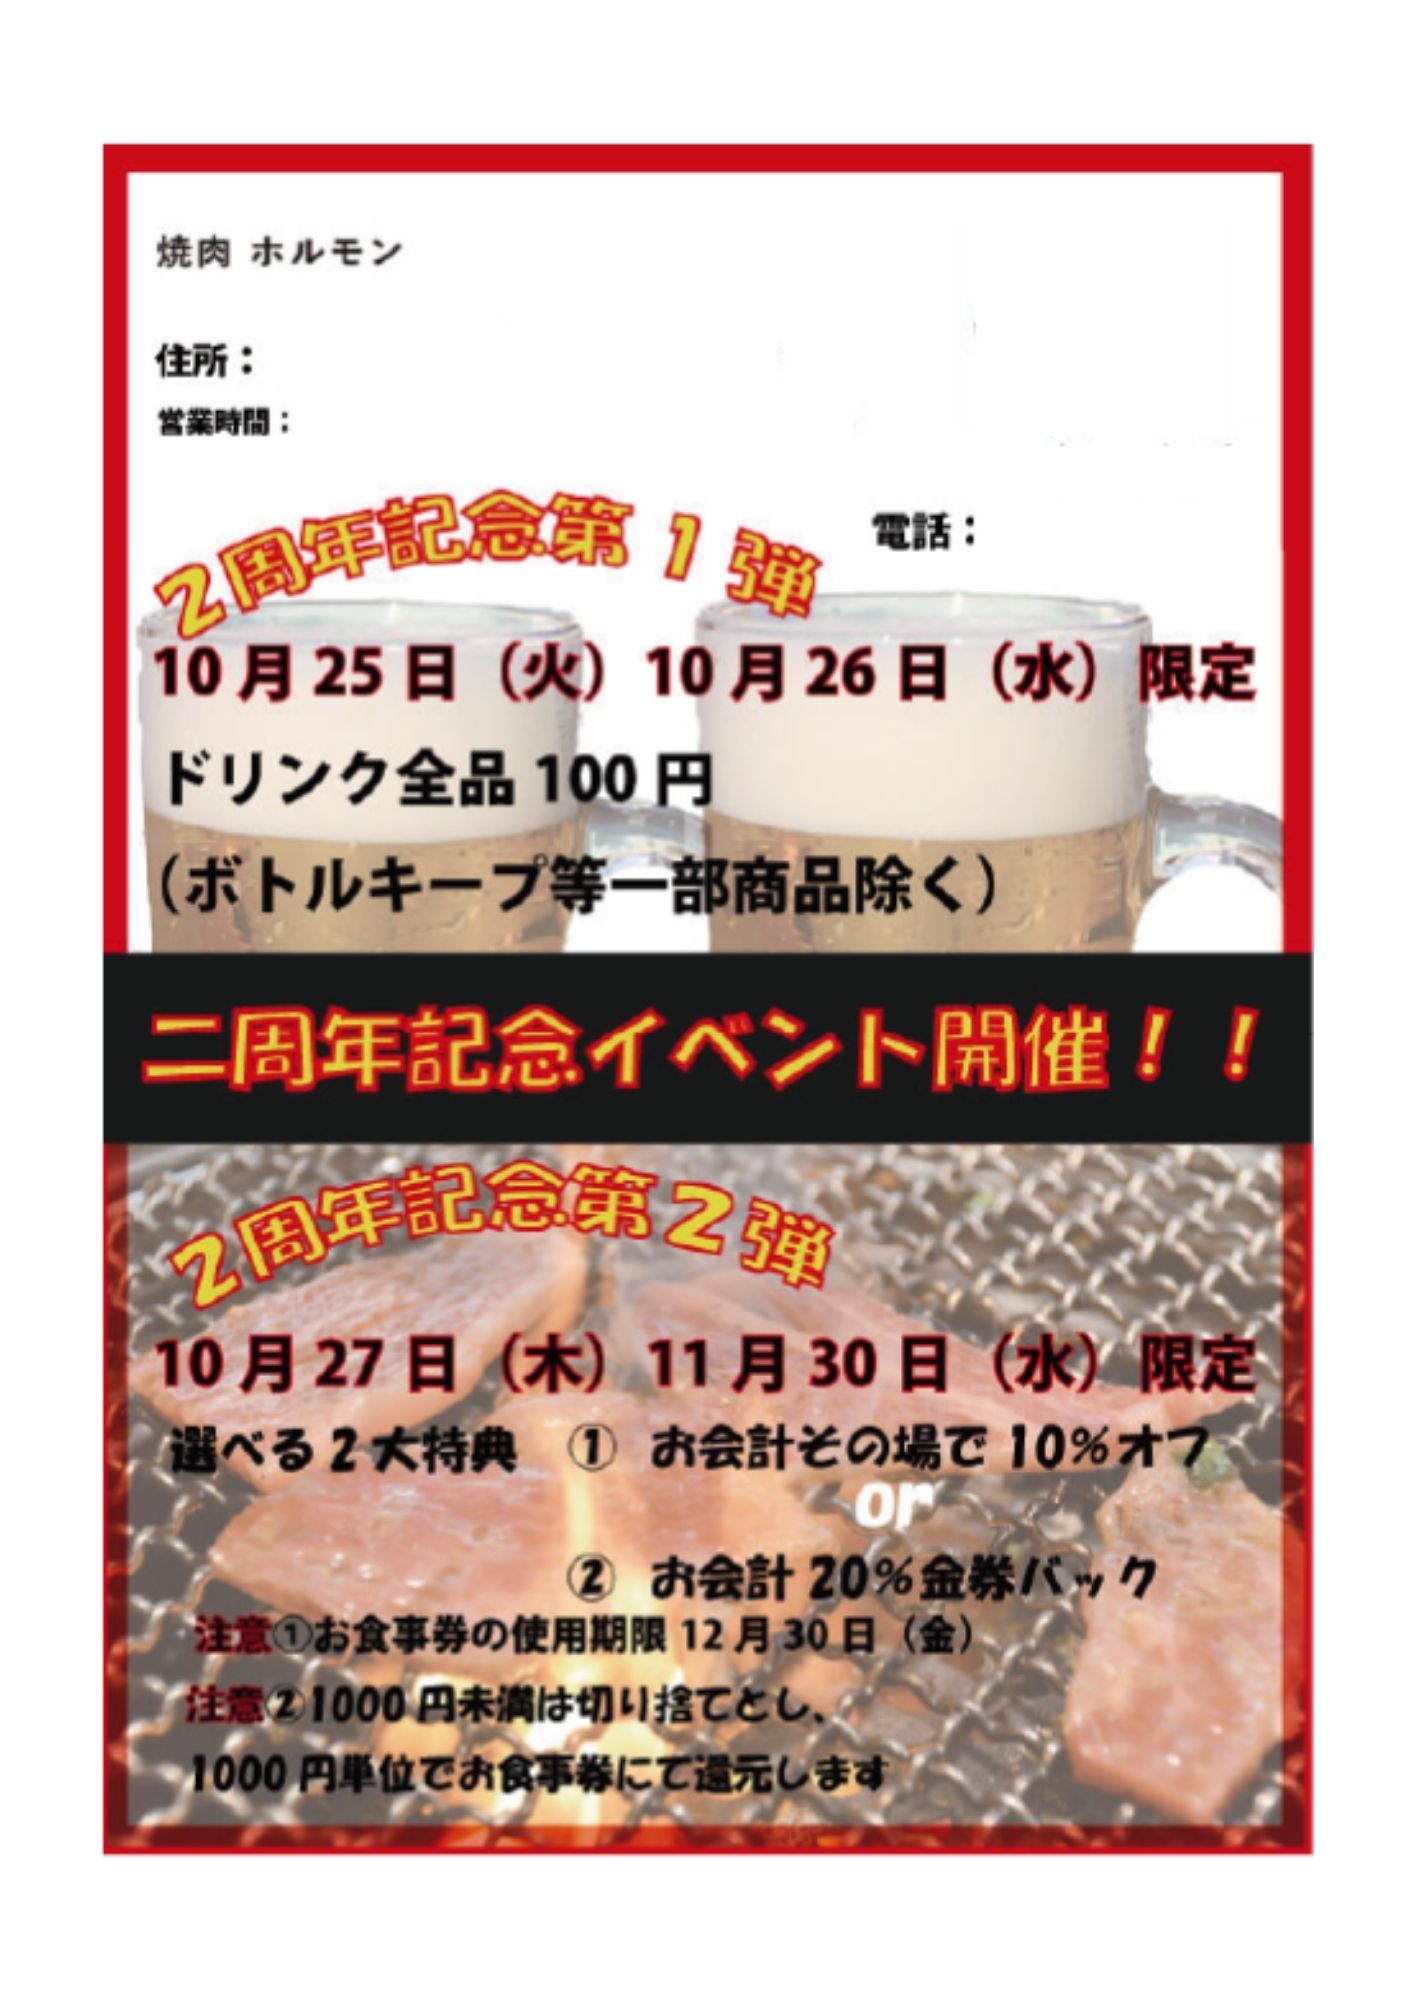 焼肉 ホルモン
住所：
営業時間：
電話：
2周年記念第1弾
10月25日（火）10月26日（水）限定
ドリンク全品100円
（ボトルキープ等一部商品除く）
二周年記念イベント開催！！
2周年記念第2弾
10月27日（木）11月30日（水）限定
選べる2大特典 ① お会計その場で10％オフ
or
② お会計20％金券バック
注意①お食事券の使用期限12月30日（金）
注意②1000円未満は切り捨てとし、
1000円単位でお食事券にて還元します